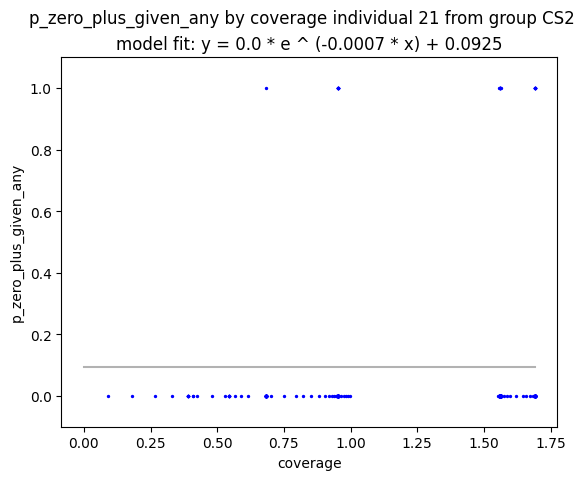 p_zero_plus_given_any by coverage individual 21 from group CS2
model fit: y = 0.0 * e ^ (-0.0007 * x) + 0.0925
1.0
0.8
0.6
0.4
0.2
0.0
p_zero_plus_given_any
0.00 0.25 0.50 0.75 1.00 1.25 1.50 1.75
coverage